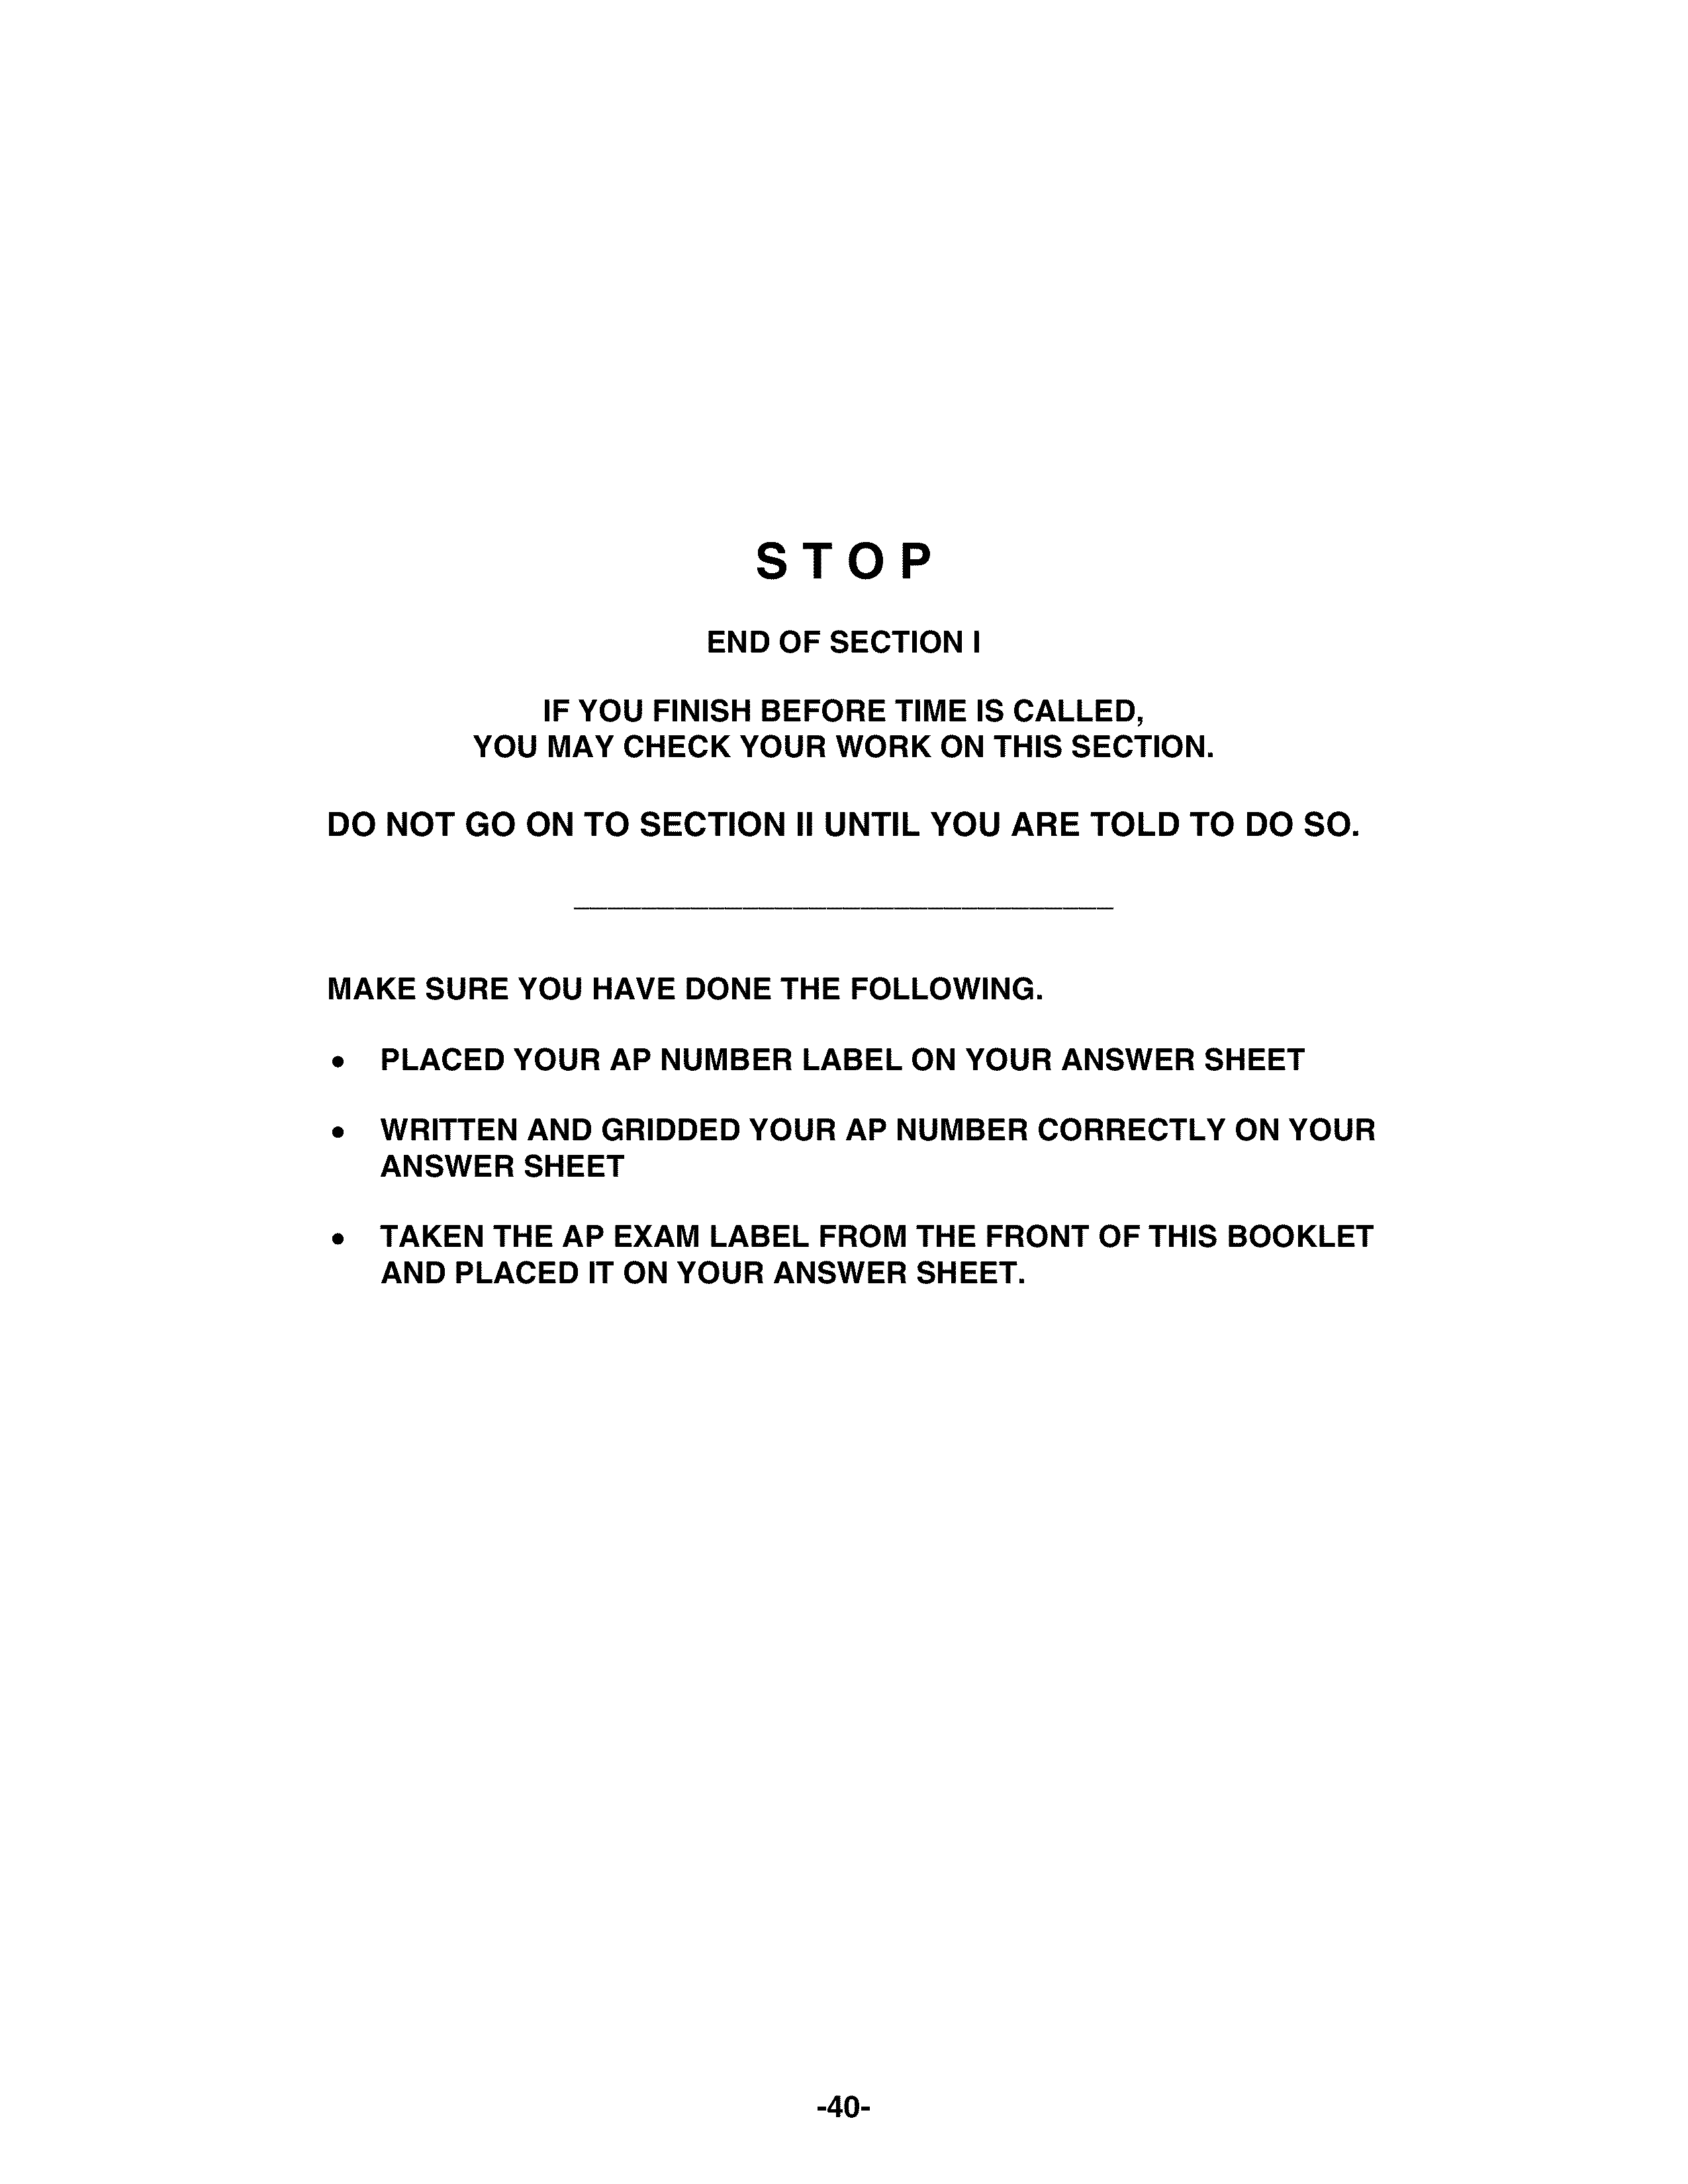 S T O P
END OF SECTION I
IF YOU FINISH BEFORE TIME IS CALLED,
YOU MAY CHECK YOUR WORK ON THIS SECTION.
DO NOT GO ON TO SECTION II UNTIL YOU ARE TOLD TO DO SO.
________________________________
MAKE SURE YOU HAVE DONE THE FOLLOWING.
• PLACED YOUR AP NUMBER LABEL ON YOUR ANSWER SHEET
• WRITTEN AND GRIDDED YOUR AP NUMBER CORRECTLY ON YOUR
ANSWER SHEET
• TAKEN THE AP EXAM LABEL FROM THE FRONT OF THIS BOOKLET
AND PLACED IT ON YOUR ANSWER SHEET.
-40-